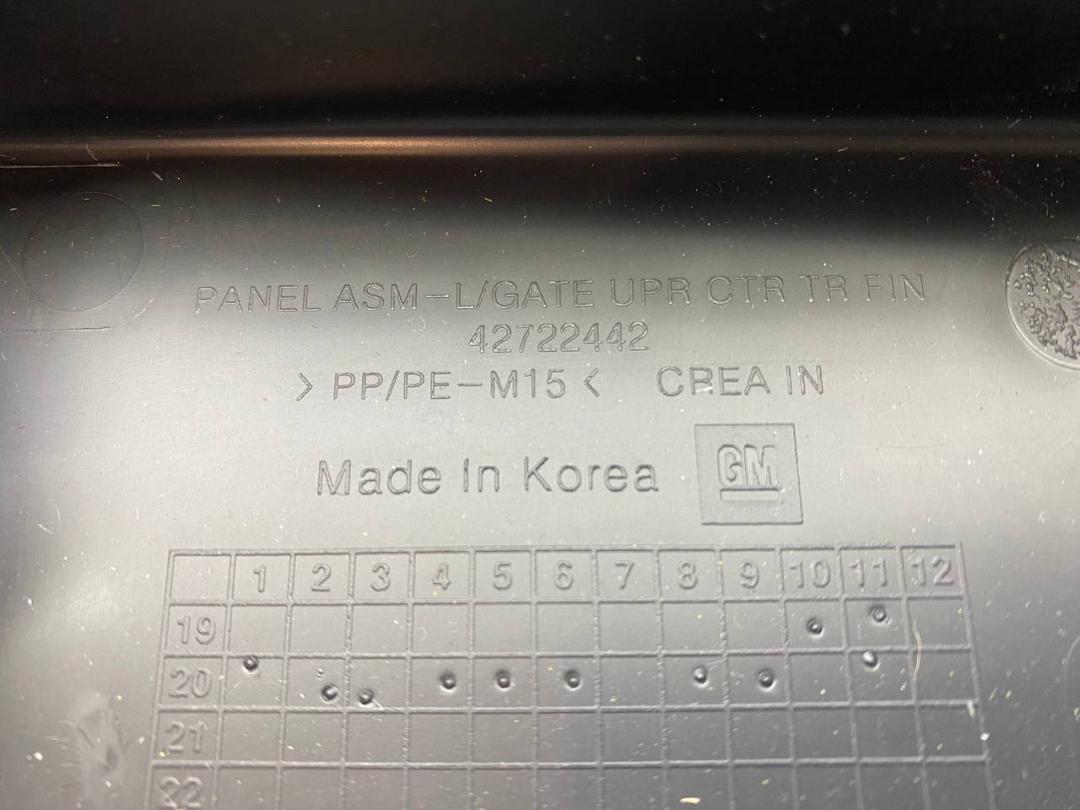 PANEL ASM-L/GATE UPR CTR TR FIN
42722442
> PP/PE-M15 < CREA IN
Made In Korea GM
1 2 3 4 5 6 7 8 9 10 11 12
19
20
21
22